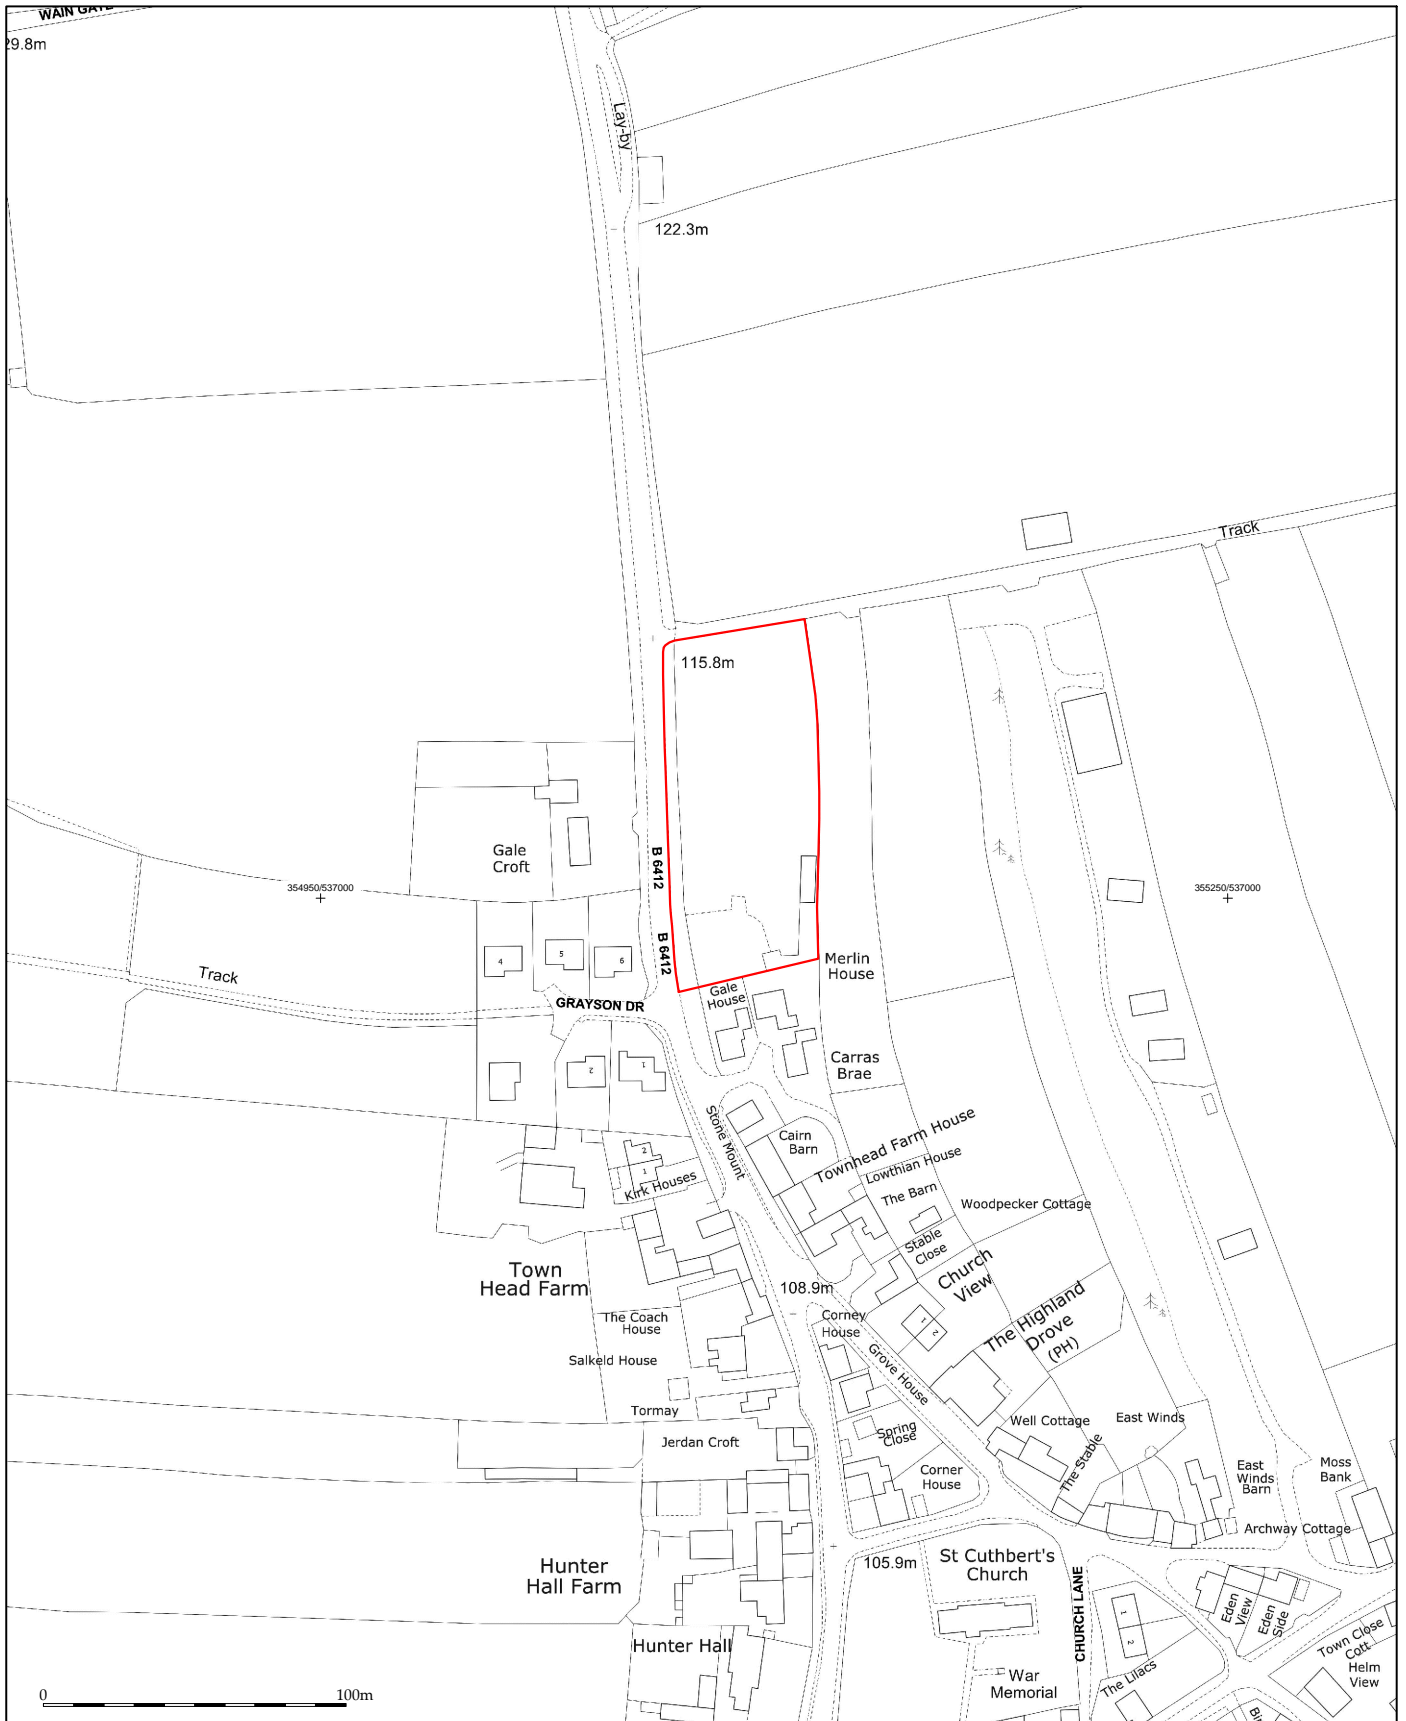 WAIN GATE
29.8m
Lay-by
122.3m
Track
115.8m
Gale
Croft
B 6412
354950/537000
355250/537000
B 6412
4
5
6
Track
Merlin
House
Gale
House
GRAYSON DR
Carras
Brae
2
1
Stone Mount
Cairn
Barn
Townhead Farm House
Lowthian House
The Barn
2
1
Kirk Houses
Woodpecker Cottage
Stable
Close
Church
View
Town
Head Farm
108.9m
The Coach
House
Corney
House
1
2
The Highland
Drove
(PH)
Salkeld House
Grove House
Tormay
Well Cottage
East Winds
Jerdan Croft
Spring
Close
The Stable
Corner
House
East
Winds
Barn
Moss
Bank
Archway Cottage
105.9m
St Cuthbert's
Church
Hunter
Hall Farm
CHURCH LANE
Eden
View
Eden
Side
1
2
Hunter Hall
Town Close
Cott
Helm
View
War
Memorial
The Lilacs
0
100m